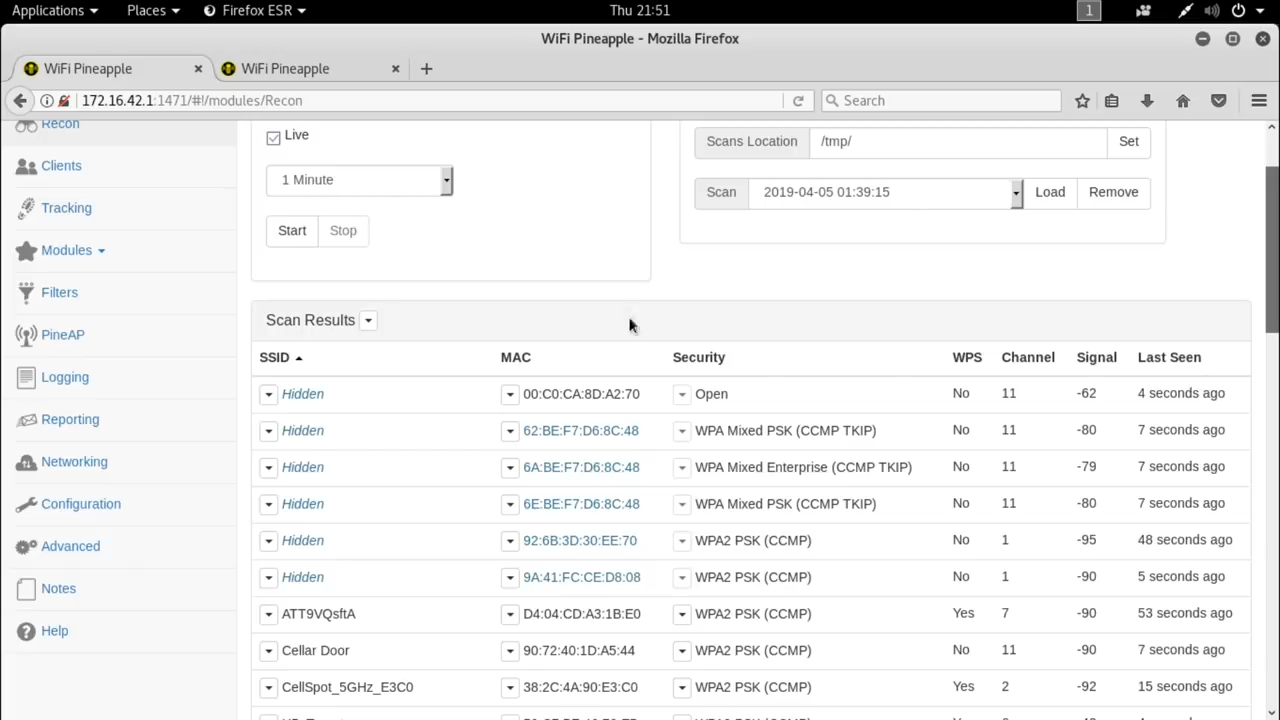 Applications Places Firefox ESR Thu 21:51 1
WiFi Pineapple - Mozilla Firefox
WiFi Pineapple WiFi Pineapple
172.16.42.1:1471/#!/modules/Recon Search
Recon
Clients
Tracking
Modules
Filters
PineAP
Logging
Reporting
Networking
Configuration
Advanced
Notes
Help
Live
1 Minute
Start Stop
Scans Location /tmp/ Set
Scan 2019-04-05 01:39:15 Load Remove
Scan Results
SSID MAC Security WPS Channel Signal Last Seen
Hidden 00:C0:CA:8D:A2:70 Open No 11 -62 4 seconds ago
Hidden 62:BE:F7:D6:8C:48 WPA Mixed PSK (CCMP TKIP) No 11 -80 7 seconds ago
Hidden 6A:BE:F7:D6:8C:48 WPA Mixed Enterprise (CCMP TKIP) No 11 -79 7 seconds ago
Hidden 6E:BE:F7:D6:8C:48 WPA Mixed PSK (CCMP TKIP) No 11 -80 7 seconds ago
Hidden 92:6B:3D:30:EE:70 WPA2 PSK (CCMP) No 1 -95 48 seconds ago
Hidden 9A:41:FC:CE:D8:08 WPA2 PSK (CCMP) No 1 -90 5 seconds ago
ATT9VQsftA D4:04:CD:A3:1B:E0 WPA2 PSK (CCMP) Yes 7 -90 53 seconds ago
Cellar Door 90:72:40:1D:A5:44 WPA2 PSK (CCMP) No 11 -90 7 seconds ago
CellSpot_5GHz_E3C0 38:2C:4A:90:E3:C0 WPA2 PSK (CCMP) Yes 2 -92 15 seconds ago